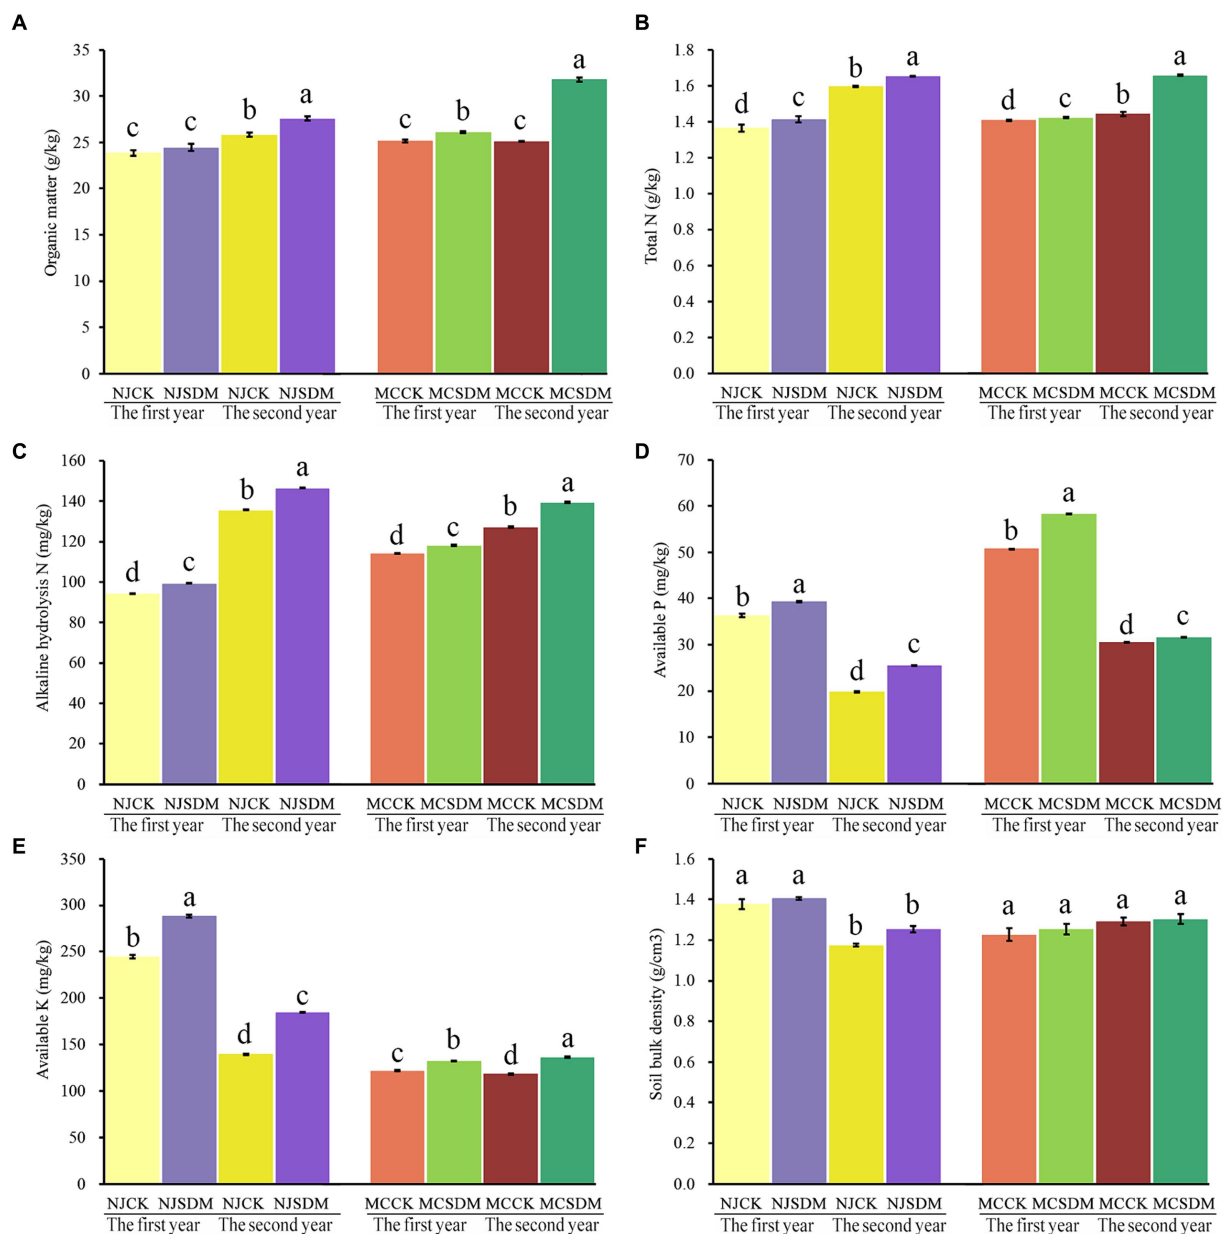 A
Organic matter (g/kg)
35
30
25
20
15
10
5
0
c c b a c b c a
NJCK NJSDM NJCK NJSDM MCCK MCSDM MCCK MCSDM
The first year The second year The first year The second year
B
Total N (g/kg)
1.8
1.6
1.4
1.2
1.0
0.8
0.6
0.4
0.2
0.0
d c b a d c b a
NJCK NJSDM NJCK NJSDM MCCK MCSDM MCCK MCSDM
The first year The second year The first year The second year
C
Alkaline hydrolysis N (mg/kg)
160
140
120
100
80
60
40
20
0
d c b a d c b a
NJCK NJSDM NJCK NJSDM MCCK MCSDM MCCK MCSDM
The first year The second year The first year The second year
D
Available P (mg/kg)
70
60
50
40
30
20
10
0
b a d c b a d c
NJCK NJSDM NJCK NJSDM MCCK MCSDM MCCK MCSDM
The first year The second year The first year The second year
E
Available K (mg/kg)
350
300
250
200
150
100
50
0
b a d c c b d a
NJCK NJSDM NJCK NJSDM MCCK MCSDM MCCK MCSDM
The first year The second year The first year The second year
F
Soil bulk density (g/cm3)
1.6
1.4
1.2
1.0
0.8
0.6
0.4
0.2
0.0
a a b b a a a a
NJCK NJSDM NJCK NJSDM MCCK MCSDM MCCK MCSDM
The first year The second year The first year The second year